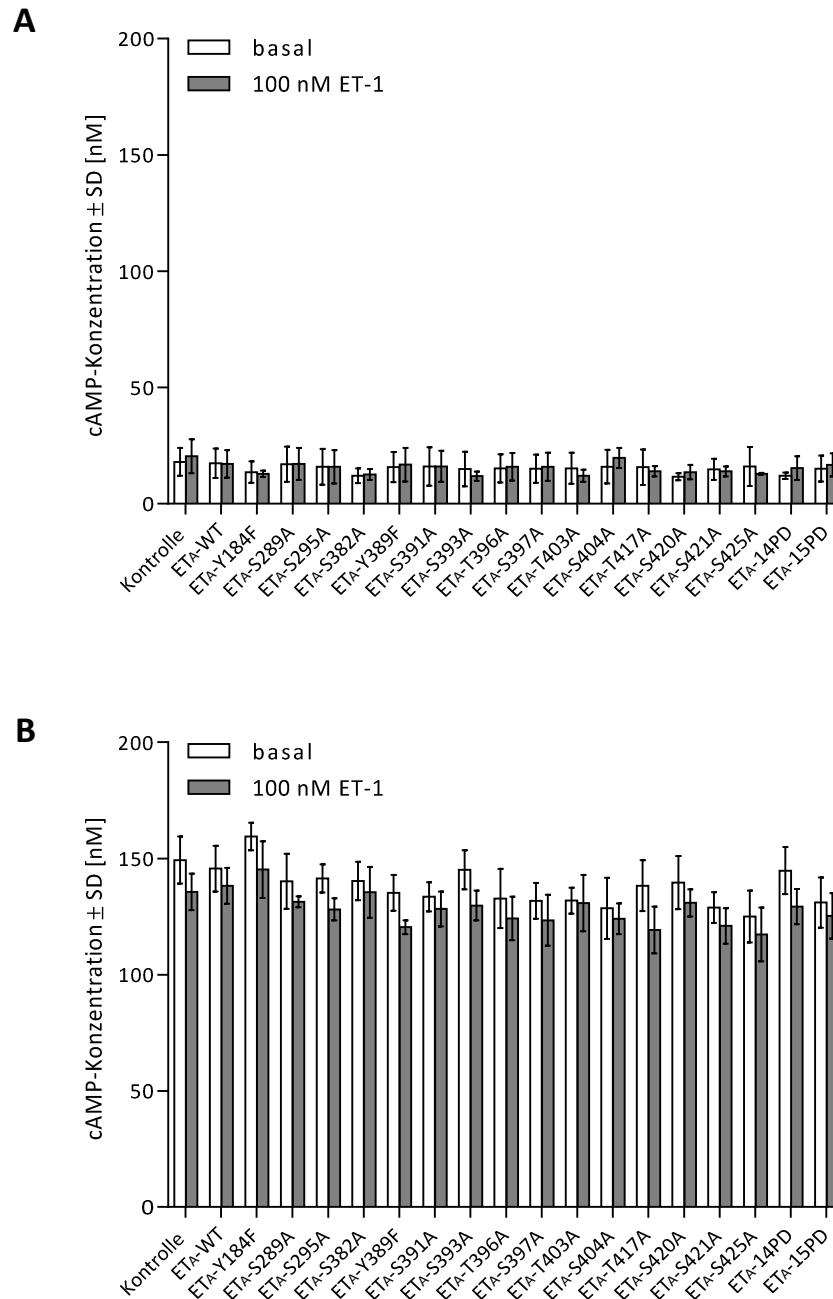 A
200
150
100
50
0
cAMP-Konzentration ± SD [nM]
basal
100 nM ET-1
Kontrolle
ETA-WT
ETA-Y184F
ETA-S289A
ETA-S295A
ETA-S382A
ETA-Y389F
ETA-S391A
ETA-S393A
ETA-T396A
ETA-S397A
ETA-T403A
ETA-S404A
ETA-T417A
ETA-S420A
ETA-S421A
ETA-S425A
ETA-14PD
ETA-15PD
B
200
150
100
50
0
cAMP-Konzentration ± SD [nM]
basal
100 nM ET-1
Kontrolle
ETA-WT
ETA-Y184F
ETA-S289A
ETA-S295A
ETA-S382A
ETA-Y389F
ETA-S391A
ETA-S393A
ETA-T396A
ETA-S397A
ETA-T403A
ETA-S404A
ETA-T417A
ETA-S420A
ETA-S421A
ETA-S425A
ETA-14PD
ETA-15PD